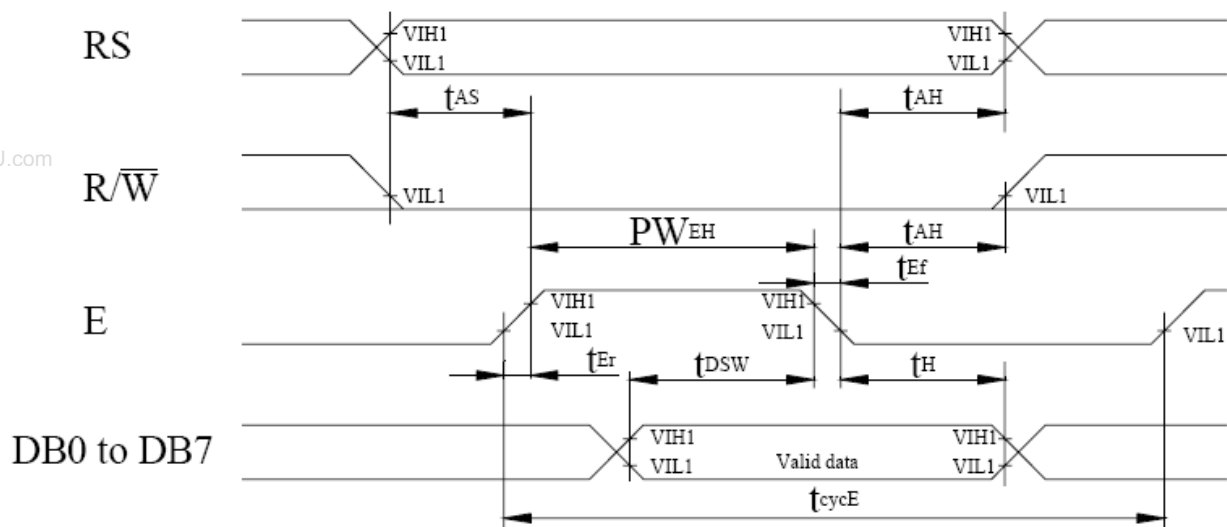 RS
VIH1
VIL1
VIH1
VIL1
tAS
tAH
J.com
R/W̅
VIL1
VIL1
PWEH
tAH
tEf
E
VIH1
VIL1
VIH1
VIL1
VIL1
tEr
tDSW
tH
DB0 to DB7
VIH1
VIL1
Valid data
VIH1
VIL1
tcycE